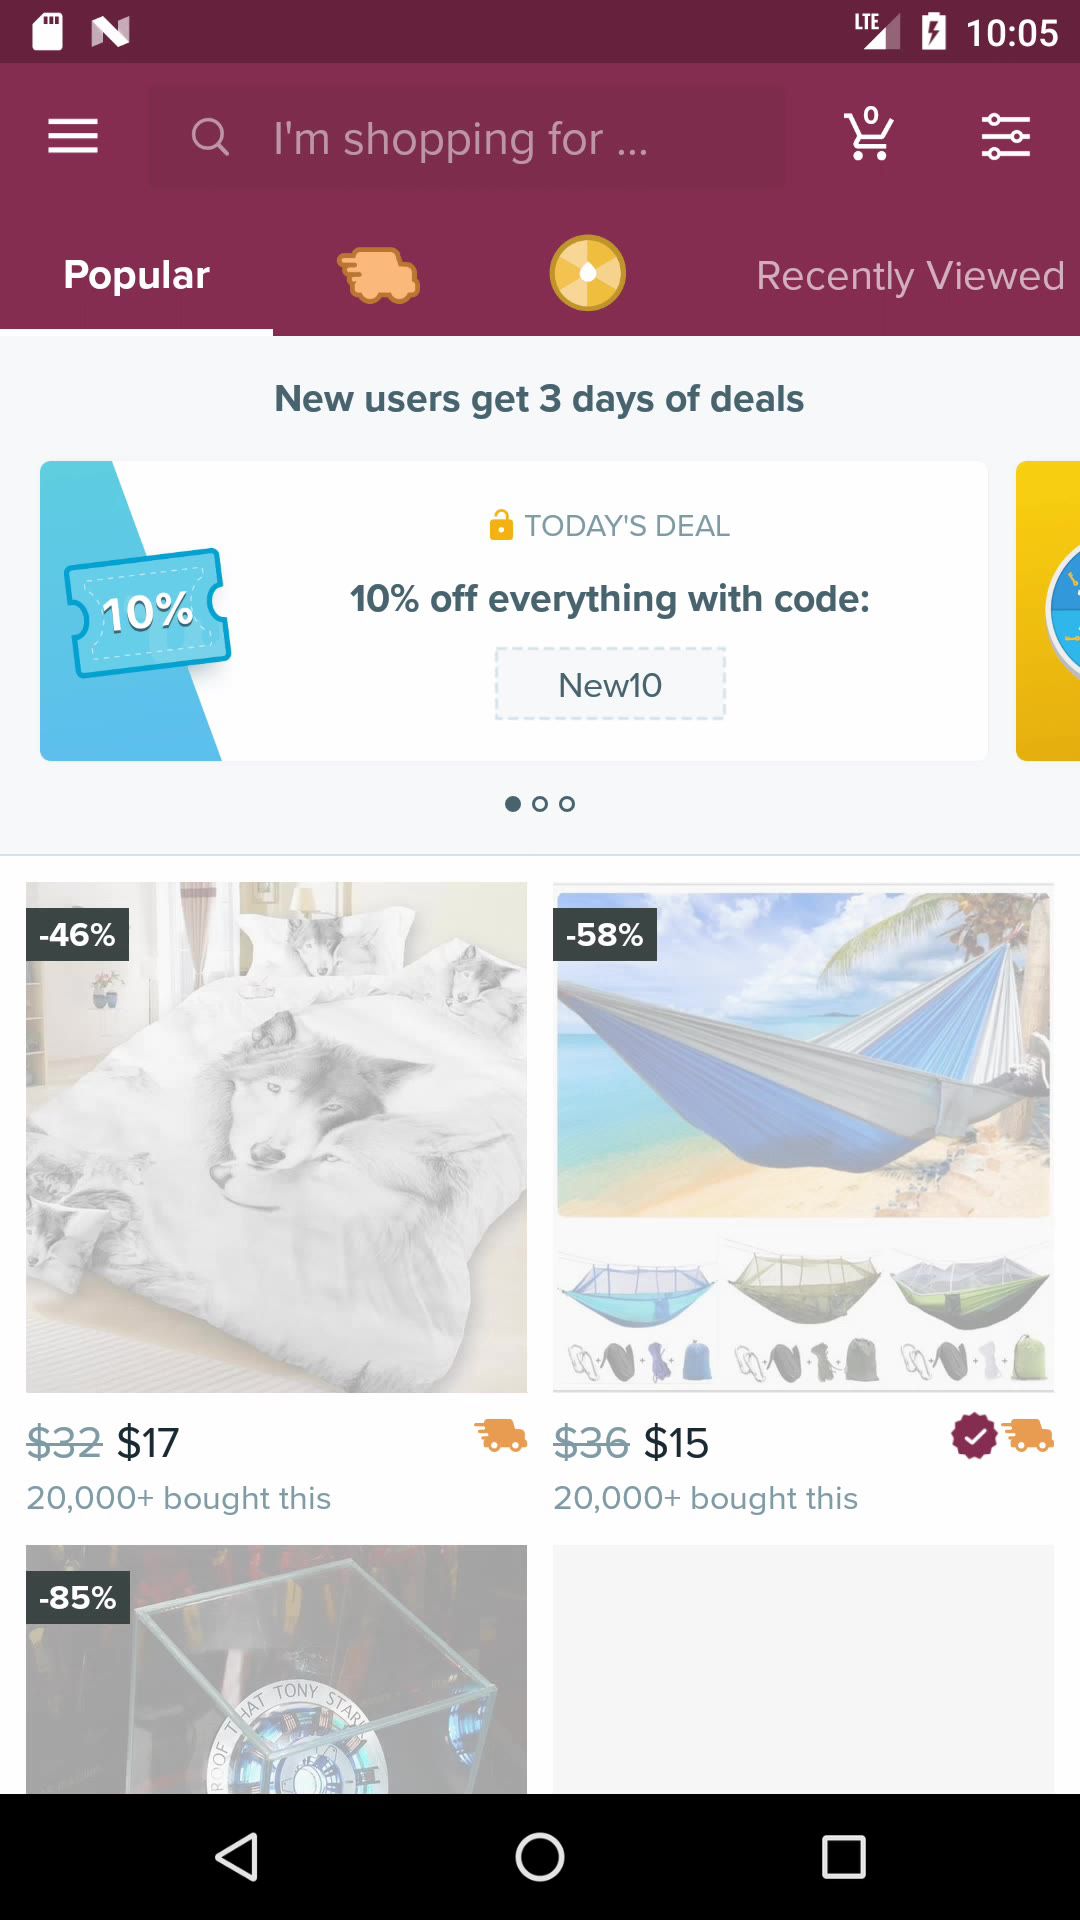 LTE 10:05
I'm shopping for ...
0
Popular
Recently Viewed
New users get 3 days of deals
TODAY'S DEAL
10%
10% off everything with code:
New10
-46%
-58%
$32 $17
$36 $15
20,000+ bought this
20,000+ bought this
-85%
ROOF THAT TONY STAR